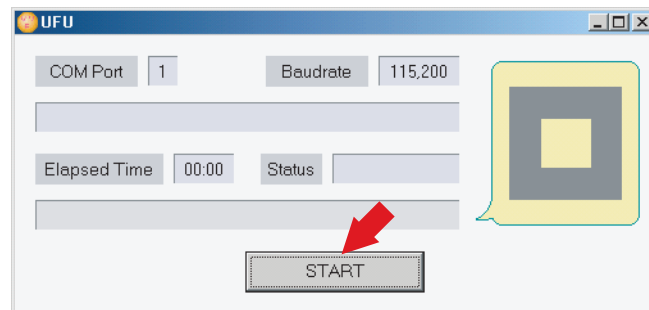 UFU
COM Port 1 Baudrate 115,200
Elapsed Time 00:00 Status
START